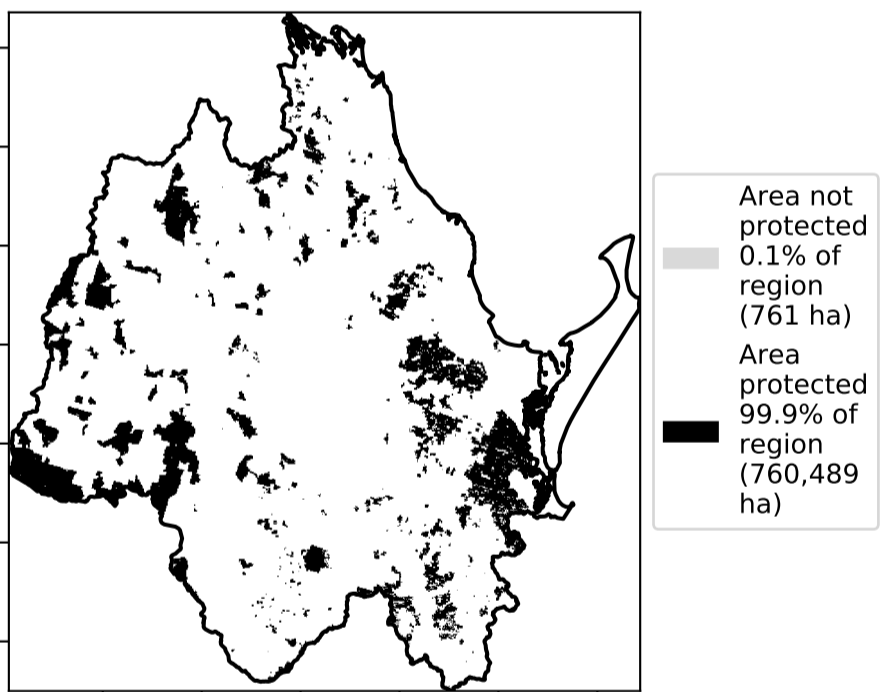 Area not
protected
0.1% of
region
(761 ha)
Area
protected
99.9% of
region
(760,489
ha)